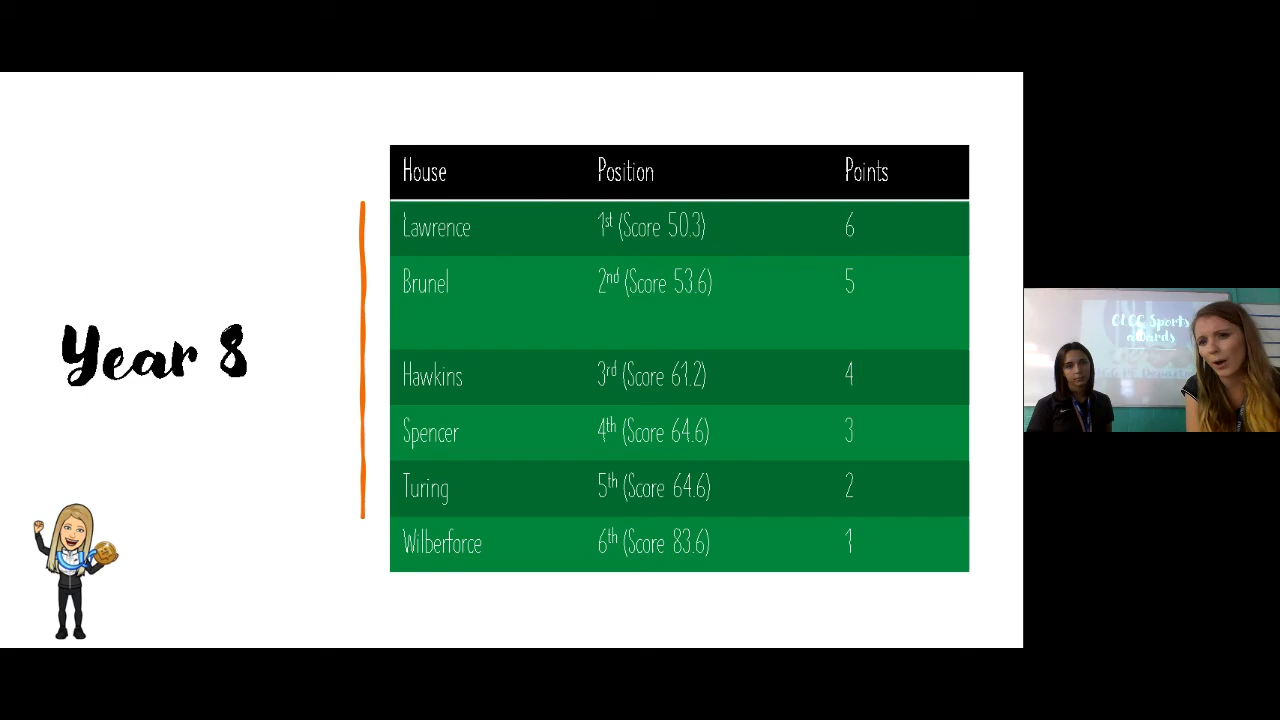 Year 8
House Position Points
Lawrence 1st (Score 50.3) 6
Brunel 2nd (Score 53.6) 5
Hawkins 3rd (Score 61.2) 4
Spencer 4th (Score 64.6) 3
Turing 5th (Score 64.6) 2
Wilberforce 6th (Score 83.6) 1
Sports
awards